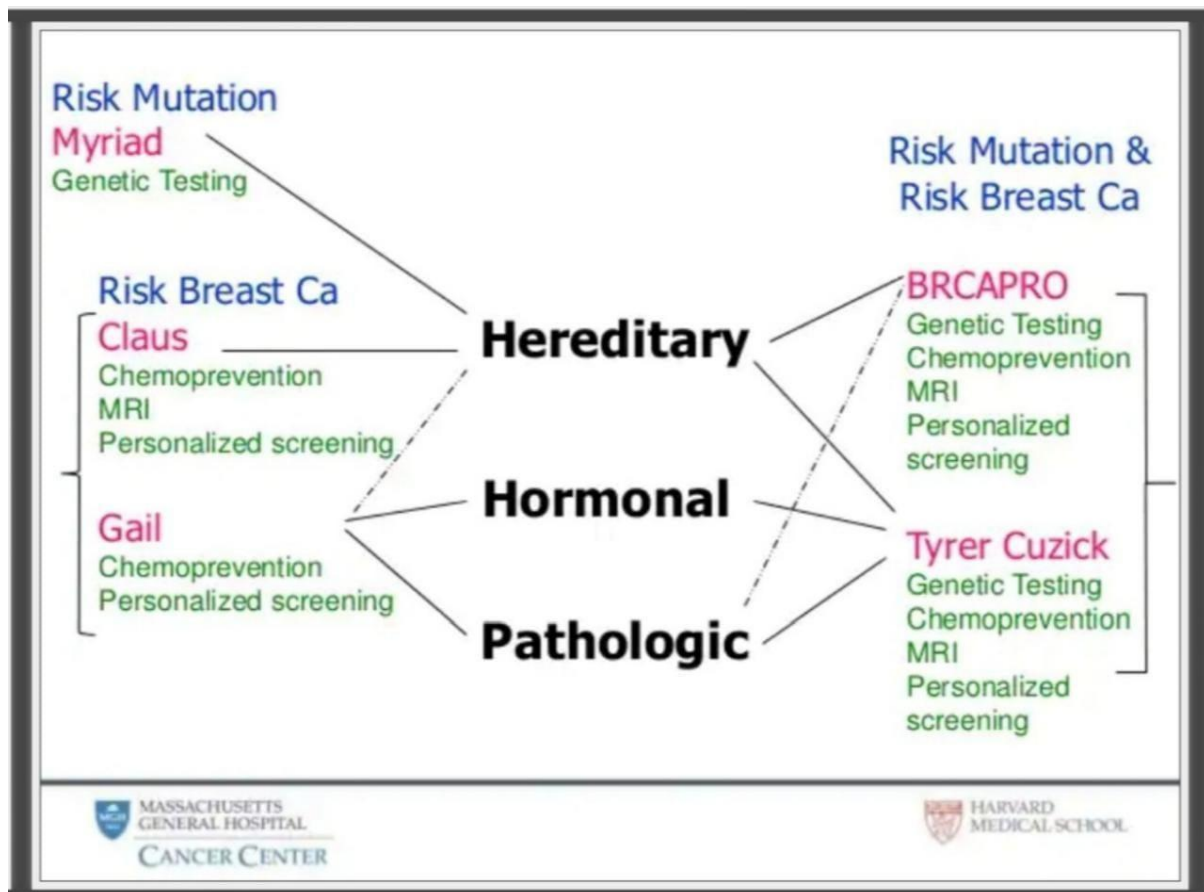 Risk Mutation
Myriad
Genetic Testing
Risk Breast Ca
Claus
Chemoprevention
MRI
Personalized screening
Gail
Chemoprevention
Personalized screening
Hereditary
Hormonal
Pathologic
Risk Mutation &
Risk Breast Ca
BRCAPRO
Genetic Testing
Chemoprevention
MRI
Personalized
screening
Tyrer Cuzick
Genetic Testing
Chemoprevention
MRI
Personalized
screening
MGH
MASSACHUSETTS
GENERAL HOSPITAL
CANCER CENTER
HARVARD
MEDICAL SCHOOL